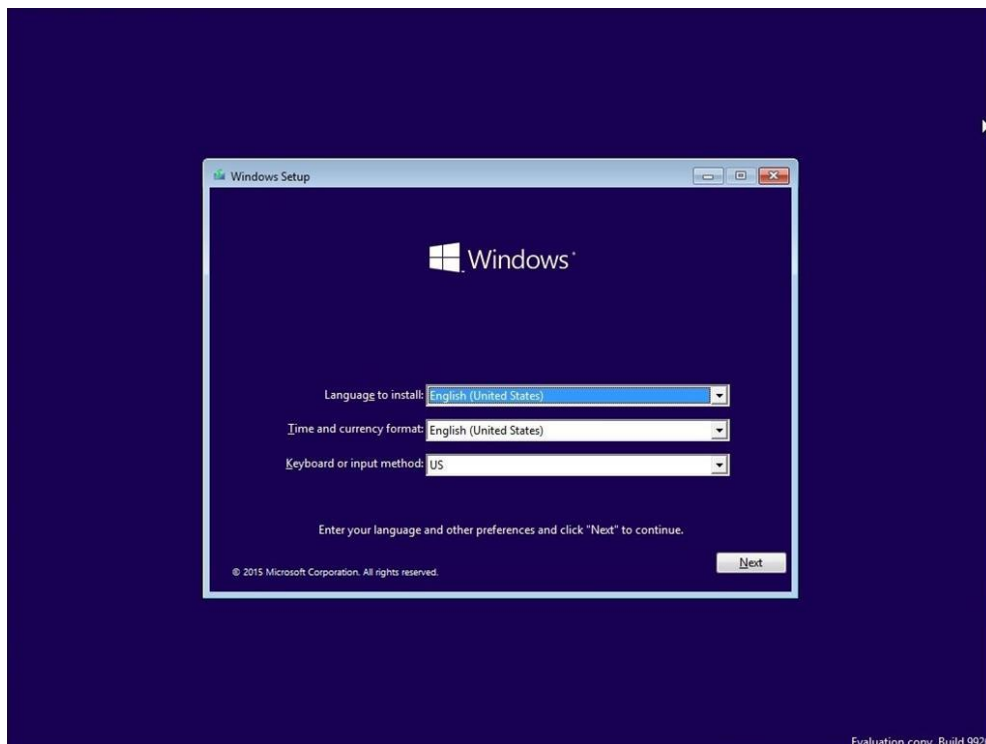 Windows Setup
Windows
Language to install: English (United States)
Time and currency format: English (United States)
Keyboard or input method: US
Enter your language and other preferences and click "Next" to continue.
© 2015 Microsoft Corporation. All rights reserved.
Next
Evaluation copy. Build